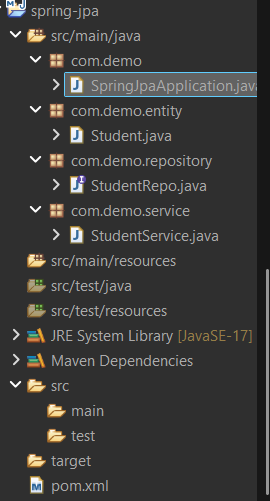 spring-jpa
src/main/java
com.demo
SpringJpaApplication.java
com.demo.entity
Student.java
com.demo.repository
StudentRepo.java
com.demo.service
StudentService.java
src/main/resources
src/test/java
src/test/resources
JRE System Library [JavaSE-17]
Maven Dependencies
src
main
test
target
pom.xml